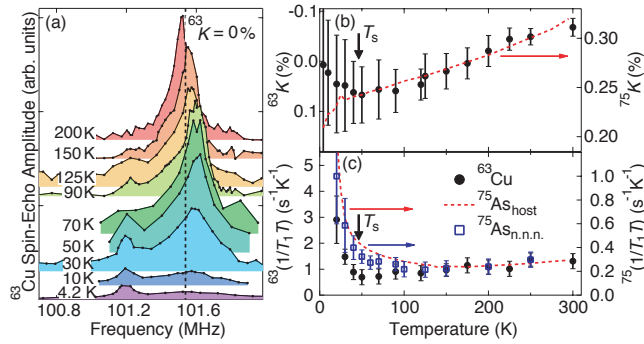 (a)
63
K = 0%
200 K
150 K
125 K
90 K
70 K
50 K
30 K
10 K
4.2 K
63Cu Spin-Echo Amplitude (arb. units)
100.8 101.2 101.6
Frequency (MHz)
(b)
Ts
-0.1
0.0
0.1
63K (%)
0.30
0.25
0.20
75K (%)
(c)
63Cu
75Ashost
75Asn.n.n.
Ts
5
4
3
2
1
0
63(1/T1T) (s-1K-1)
1.0
0.8
0.6
0.4
0.2
0.0
75(1/T1T) (s-1K-1)
0 50 100 150 200 250 300
Temperature (K)